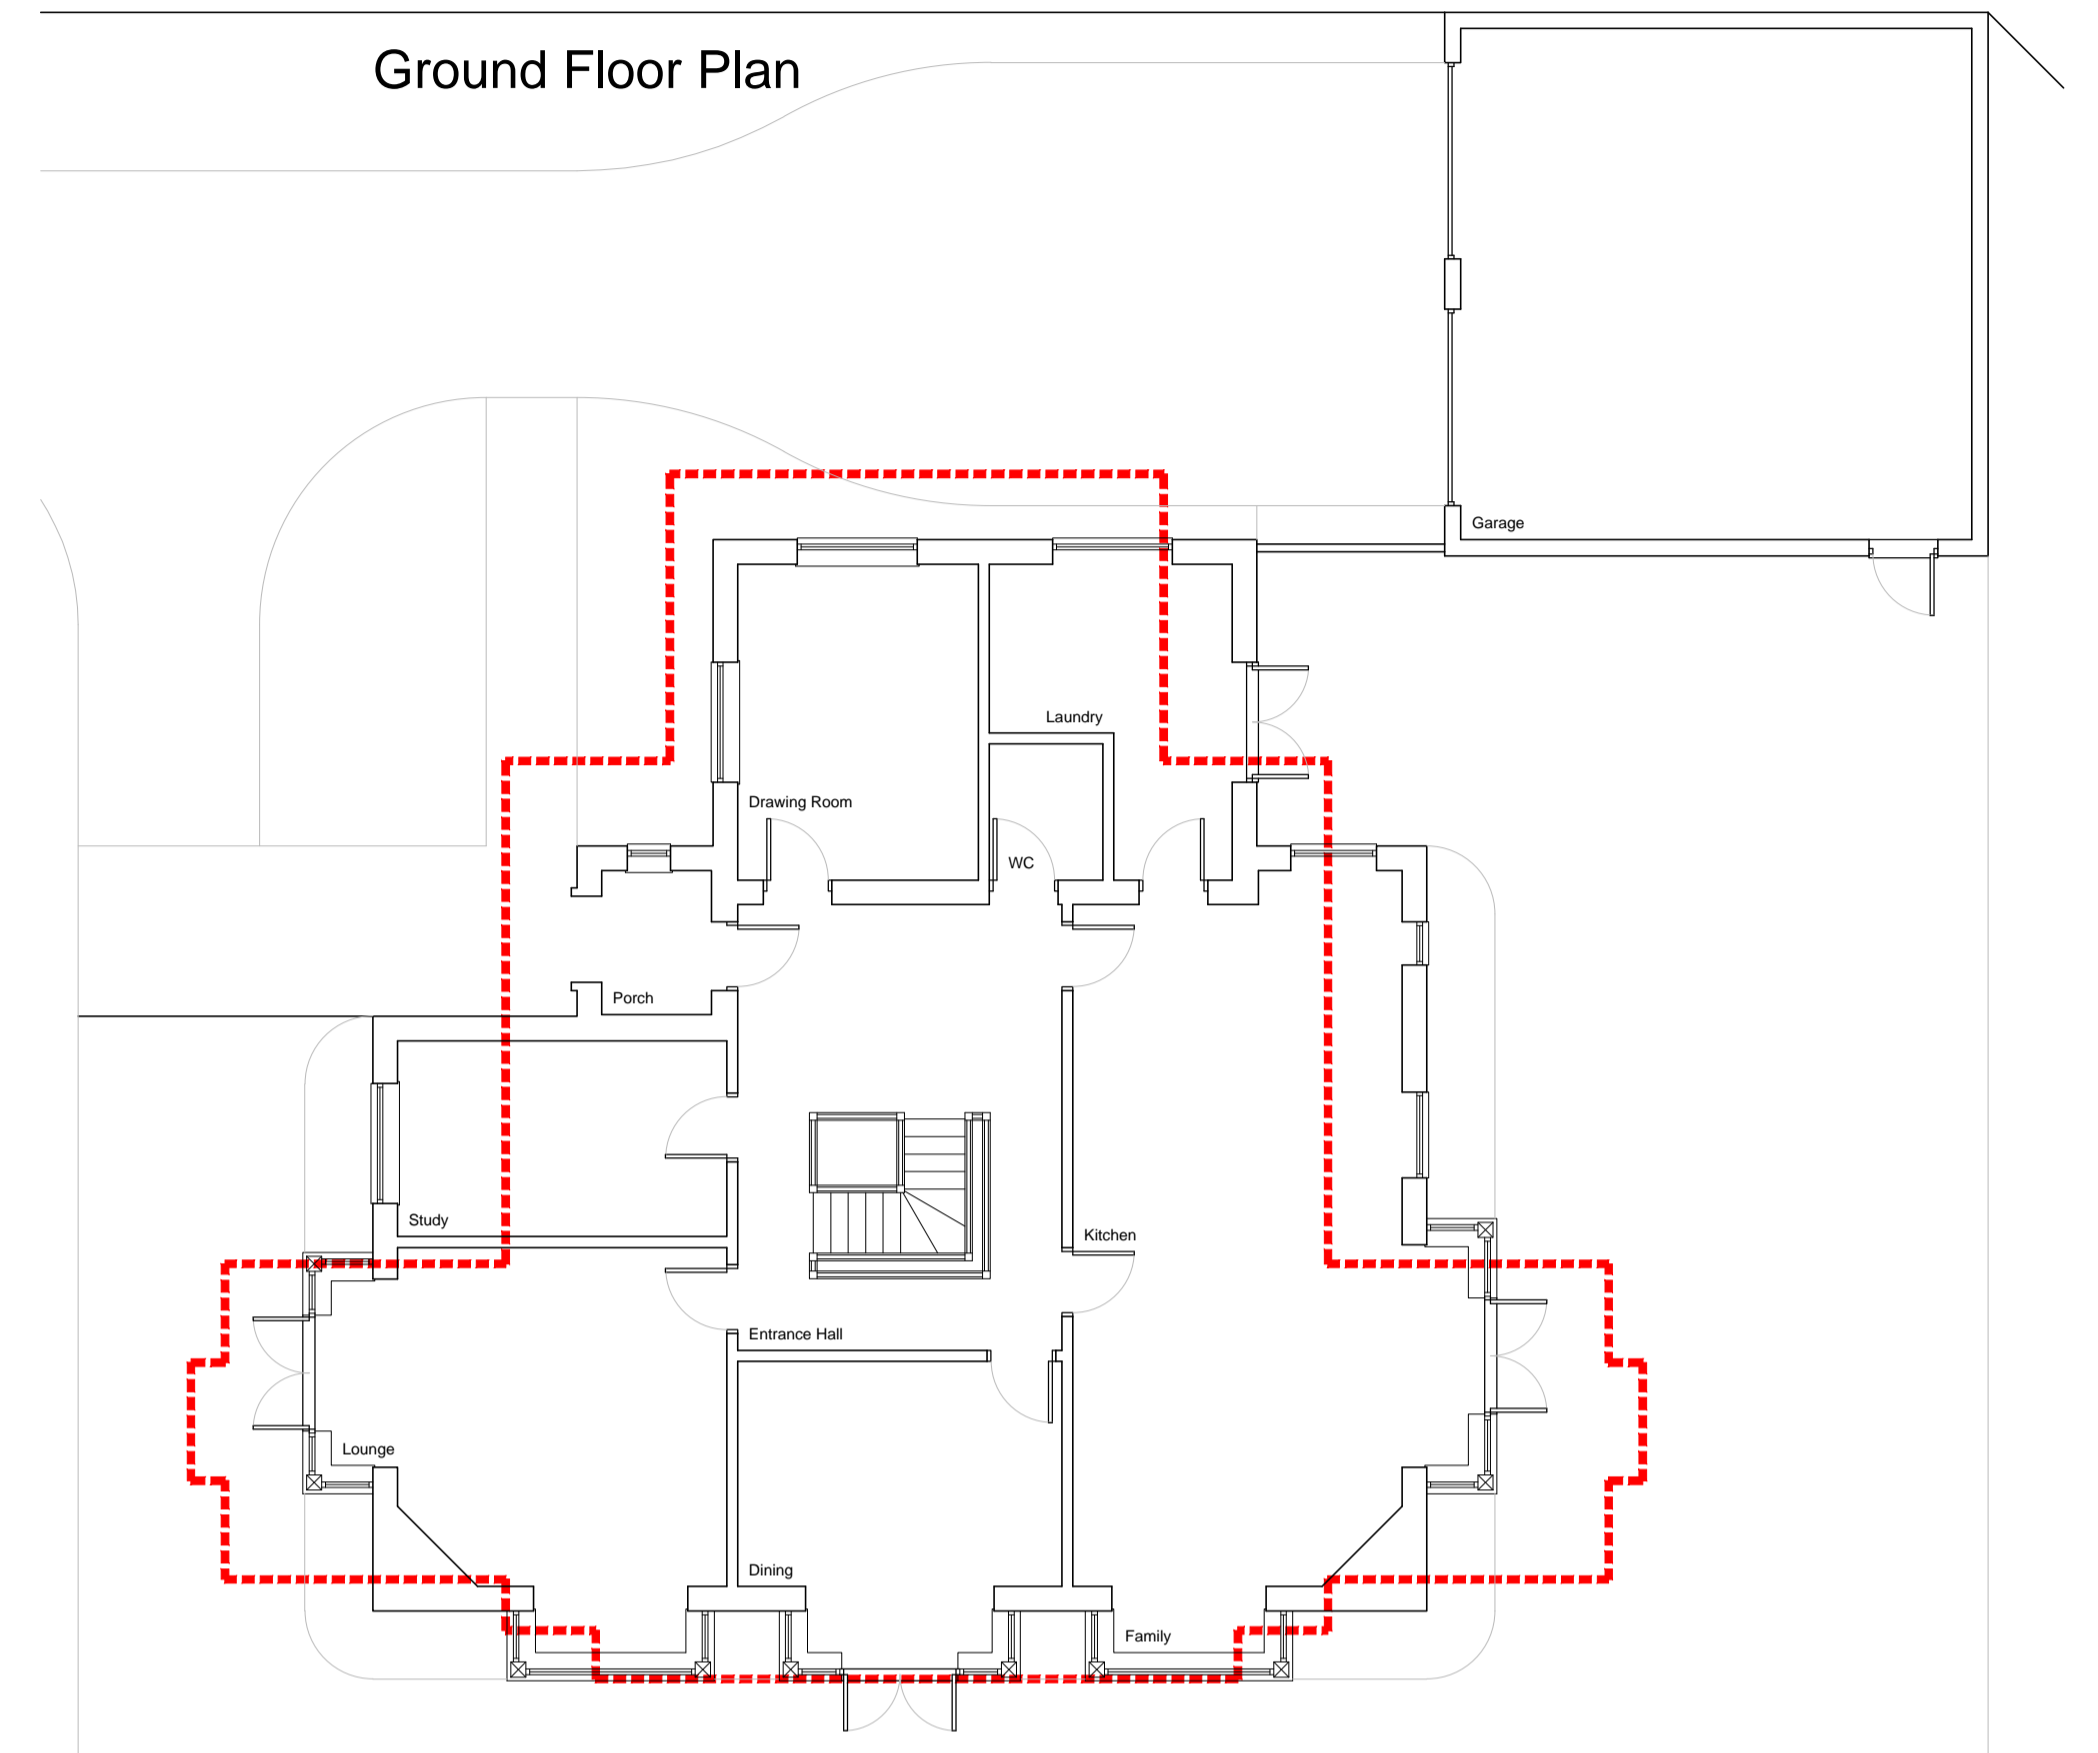 Ground Floor Plan
Garage
Laundry
Drawing Room
WC
Porch
Study
Kitchen
Entrance Hall
Lounge
Dining
Family